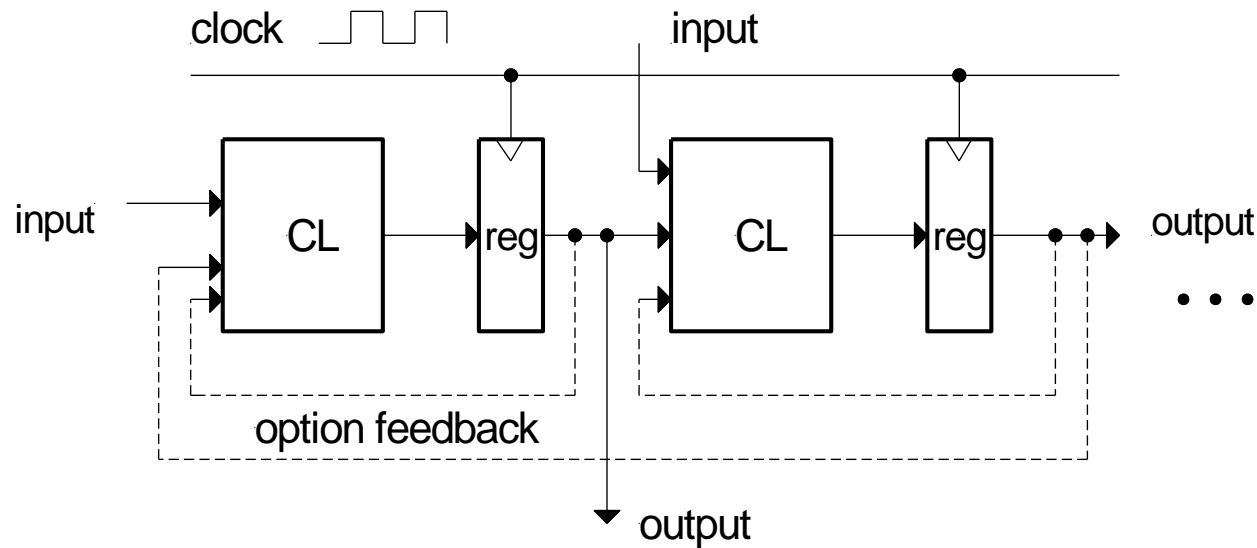 clock
input
input
CL
reg
CL
reg
output
option feedback
output